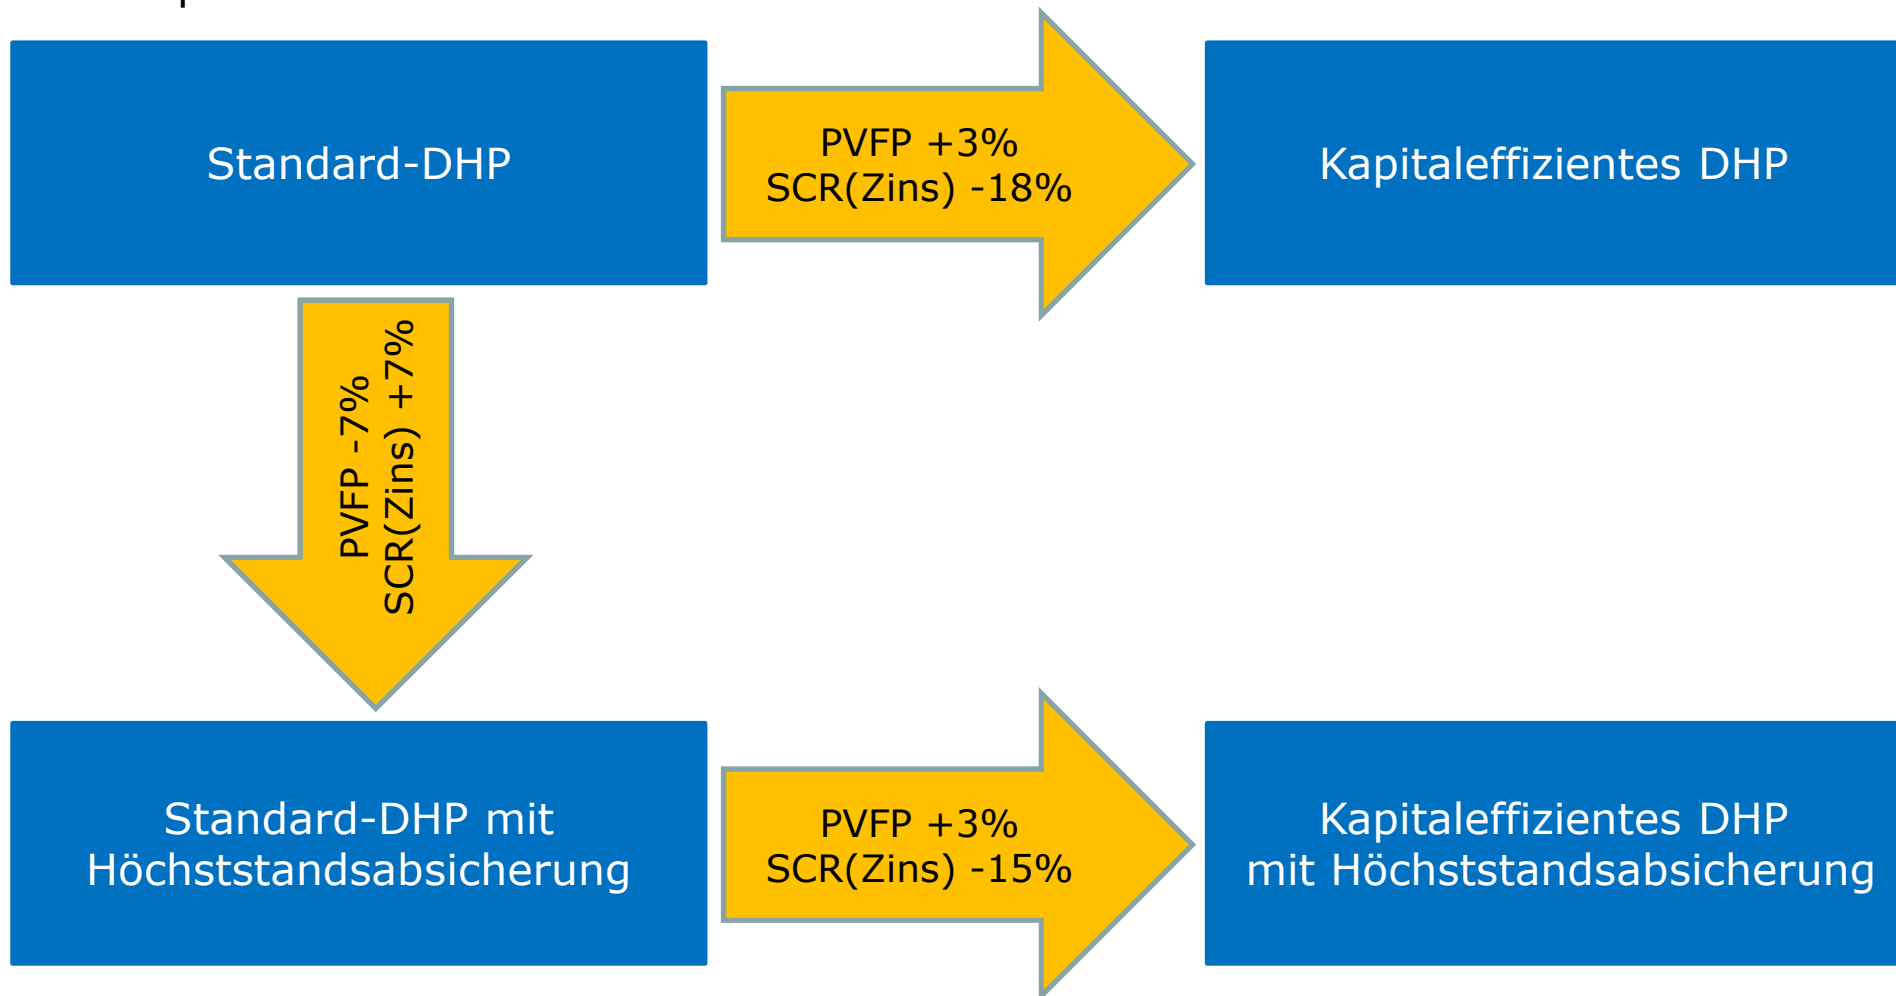 Standard-DHP
PVFP +3%
SCR(Zins) -18%
Kapitaleffizientes DHP
PVFP -7%
SCR(Zins) +7%
Standard-DHP mit
Höchststandsabsicherung
PVFP +3%
SCR(Zins) -15%
Kapitaleffizientes DHP
mit Höchststandsabsicherung